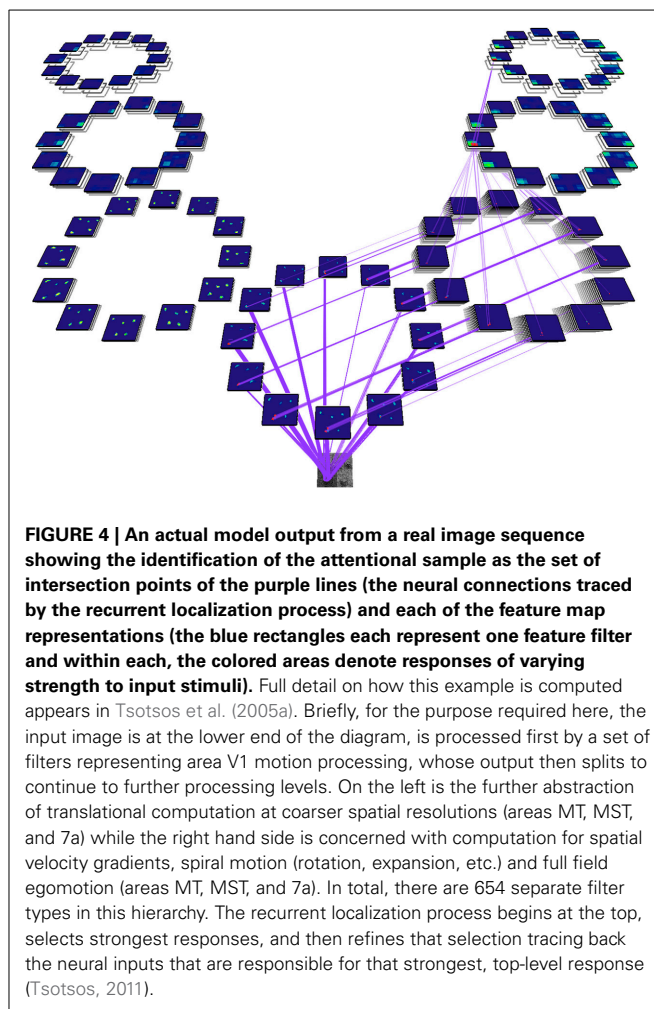 FIGURE 4 | An actual model output from a real image sequence
showing the identification of the attentional sample as the set of
intersection points of the purple lines (the neural connections traced
by the recurrent localization process) and each of the feature map
representations (the blue rectangles each represent one feature filter
and within each, the colored areas denote responses of varying
strength to input stimuli). Full detail on how this example is computed
appears in Tsotsos et al. (2005a). Briefly, for the purpose required here, the
input image is at the lower end of the diagram, is processed first by a set of
filters representing area V1 motion processing, whose output then splits to
continue to further processing levels. On the left is the further abstraction
of translational computation at coarser spatial resolutions (areas MT, MST,
and 7a) while the right hand side is concerned with computation for spatial
velocity gradients, spiral motion (rotation, expansion, etc.) and full field
egomotion (areas MT, MST, and 7a). In total, there are 654 separate filter
types in this hierarchy. The recurrent localization process begins at the top,
selects strongest responses, and then refines that selection tracing back
the neural inputs that are responsible for that strongest, top-level response
(Tsotsos, 2011).